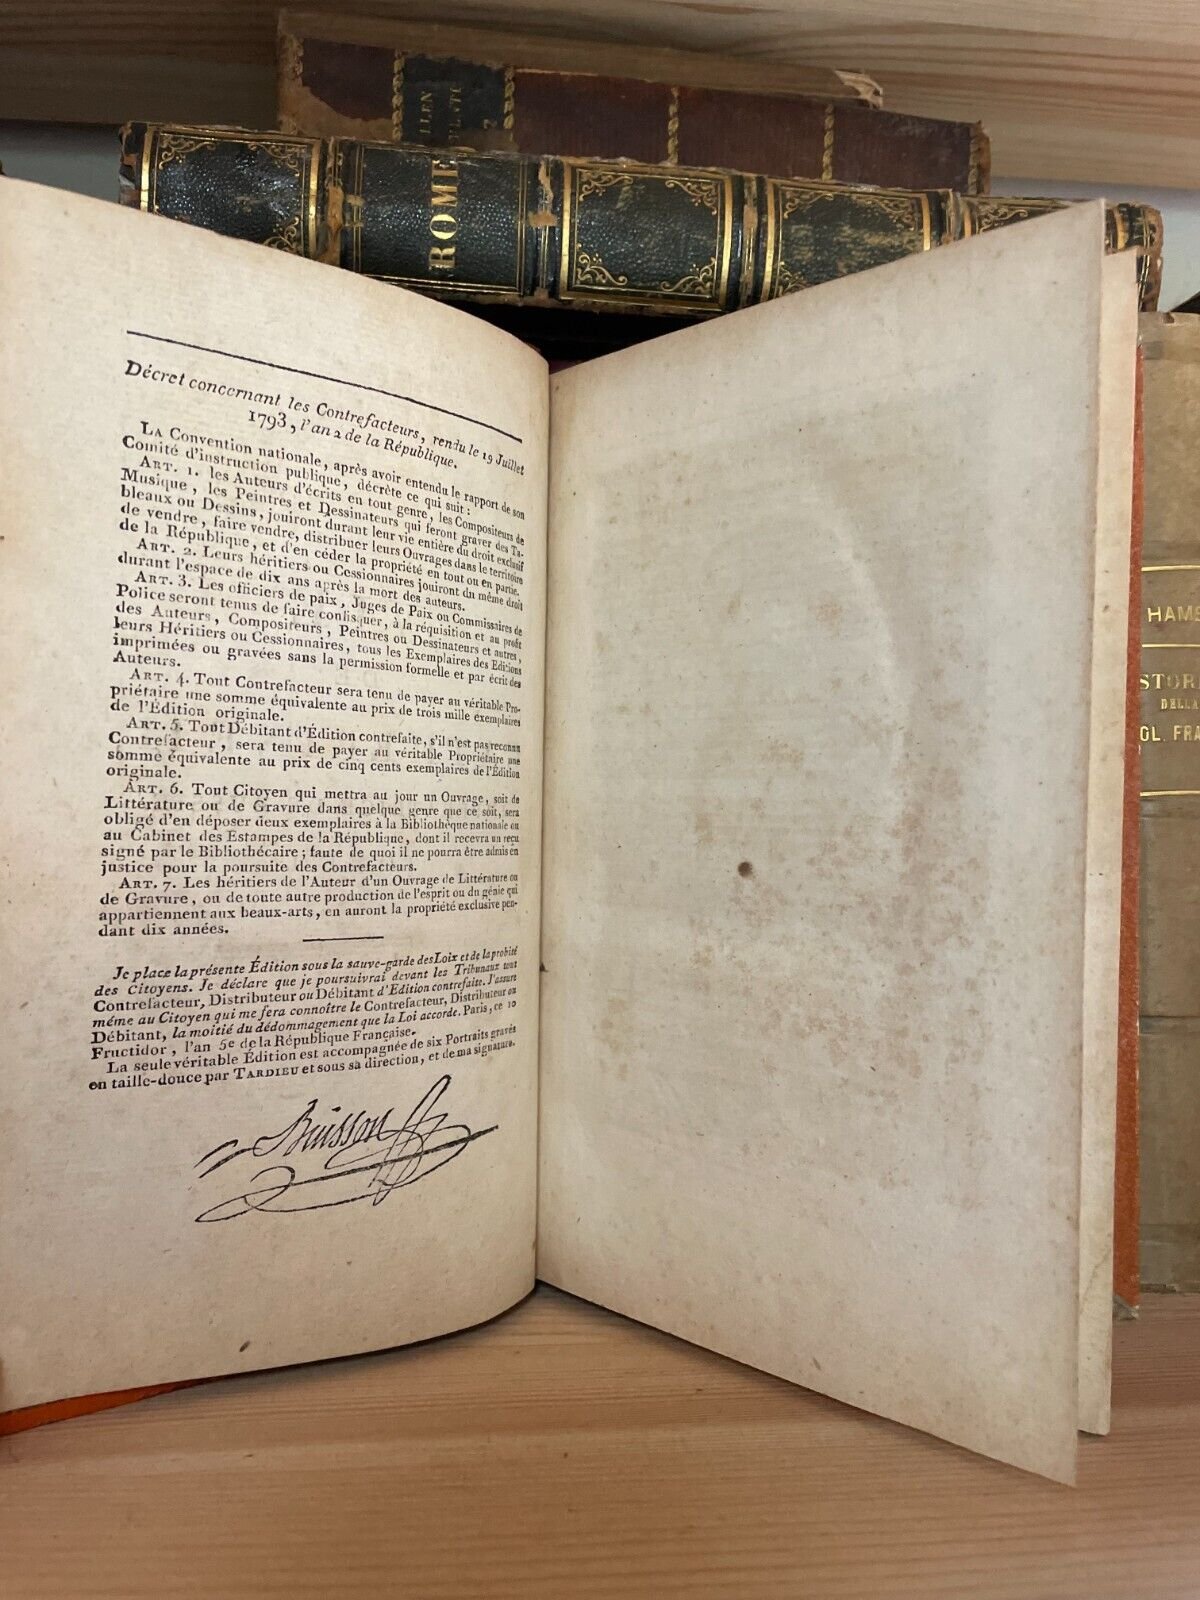 LLEN
2
ROME
Décret concernant les Contrefacteurs, rendu le 19 Juillet
1793, l'an 2 de la République.
LA Convention nationale, après avoir entendu le rapport de son
Comité d'instruction publique, décrète ce qui suit :
ART. 1. les Auteurs d'écrits en tout genre, les Compositeurs de
Musique, les Peintres et Dessinateurs qui feront graver des Ta-
bleaux ou Dessins, jouiront durant leur vie entière du droit exclusif
de vendre, faire vendre, distribuer leurs Ouvrages dans le territoire
de la République, et d'en céder la propriété en tout ou en partie.
ART. 2. Leurs héritiers ou Cessionnaires jouiront du même droit
durant l'espace de dix ans après la mort des auteurs.
ART. 3. Les officiers de paix, Juges de Paix ou Commissaires de
Police seront tenus de faire confisquer, à la réquisition et au profit
des Auteurs, Compositeurs, Peintres ou Dessinateurs et autres,
leurs Héritiers ou Cessionnaires, tous les Exemplaires des Editions
imprimées ou gravées sans la permission formelle et par écrit des
Auteurs.
ART. 4. Tout Contrefacteur sera tenu de payer au véritable Pro-
priétaire une somme équivalente au prix de trois mille exemplaires
de l'Édition originale.
ART. 5. Tout Débitant d'Édition contrefaite, s'il n'est pas reconnu
Contrefacteur, sera tenu de payer au véritable Propriétaire une
somme équivalente au prix de cinq cents exemplaires de l'Édition
originale.
ART. 6. Tout Citoyen qui mettra au jour un Ouvrage, soit de
Littérature ou de Gravure dans quelque genre que ce soit, sera
obligé d'en déposer deux exemplaires à la Bibliothèque nationale ou
au Cabinet des Estampes de la République, dont il recevra un reçu
signé par le Bibliothécaire ; faute de quoi il ne pourra être admis en
justice pour la poursuite des Contrefacteurs.
ART. 7. Les héritiers de l'Auteur d'un Ouvrage de Littérature ou
de Gravure, ou de toute autre production de l'esprit ou du génie qui
appartiennent aux beaux-arts, en auront la propriété exclusive pen-
dant dix années.
Je place la présente Édition sous la sauve-garde des Loix et de la probité
des Citoyens. Je déclare que je poursuivrai devant les Tribunaux tout
Contrefacteur, Distributeur ou Débitant d'Edition contrefaite. J'assure
même au Citoyen qui me fera connoître le Contrefacteur, Distributeur ou
Débitant, la moitié du dédommagement que la Loi accorde. Paris, ce 10
Fructidor, l'an 5e de la République Française.
La seule véritable Édition est accompagnée de six Portraits gravés
en taille-douce par TARDIEU et sous sa direction, et de ma signature.
Buisson
HAME
STOR
DELLA
OL. FRA